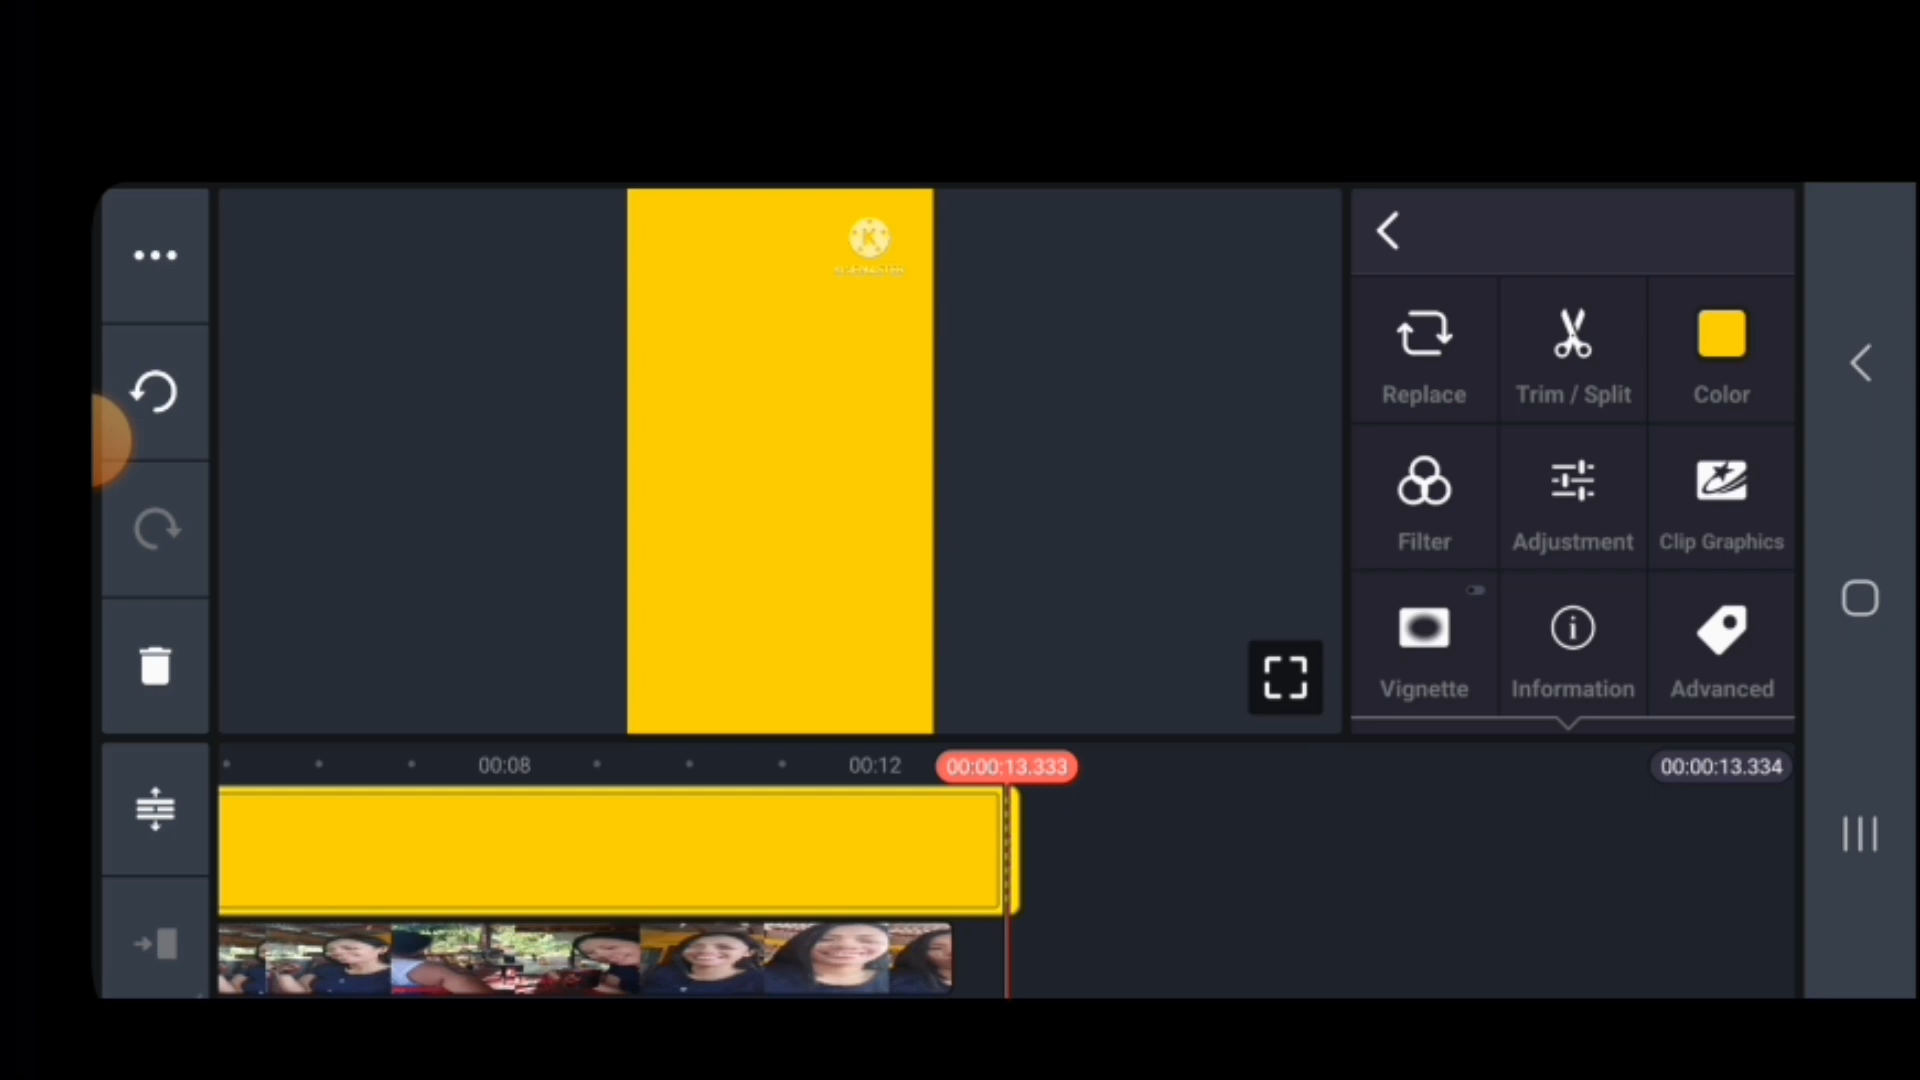 K
KINEMASTER
Replace
Trim / Split
Color
Filter
Adjustment
Clip Graphics
Vignette
Information
Advanced
00:08
00:12
00:00:13.333
00:00:13.334